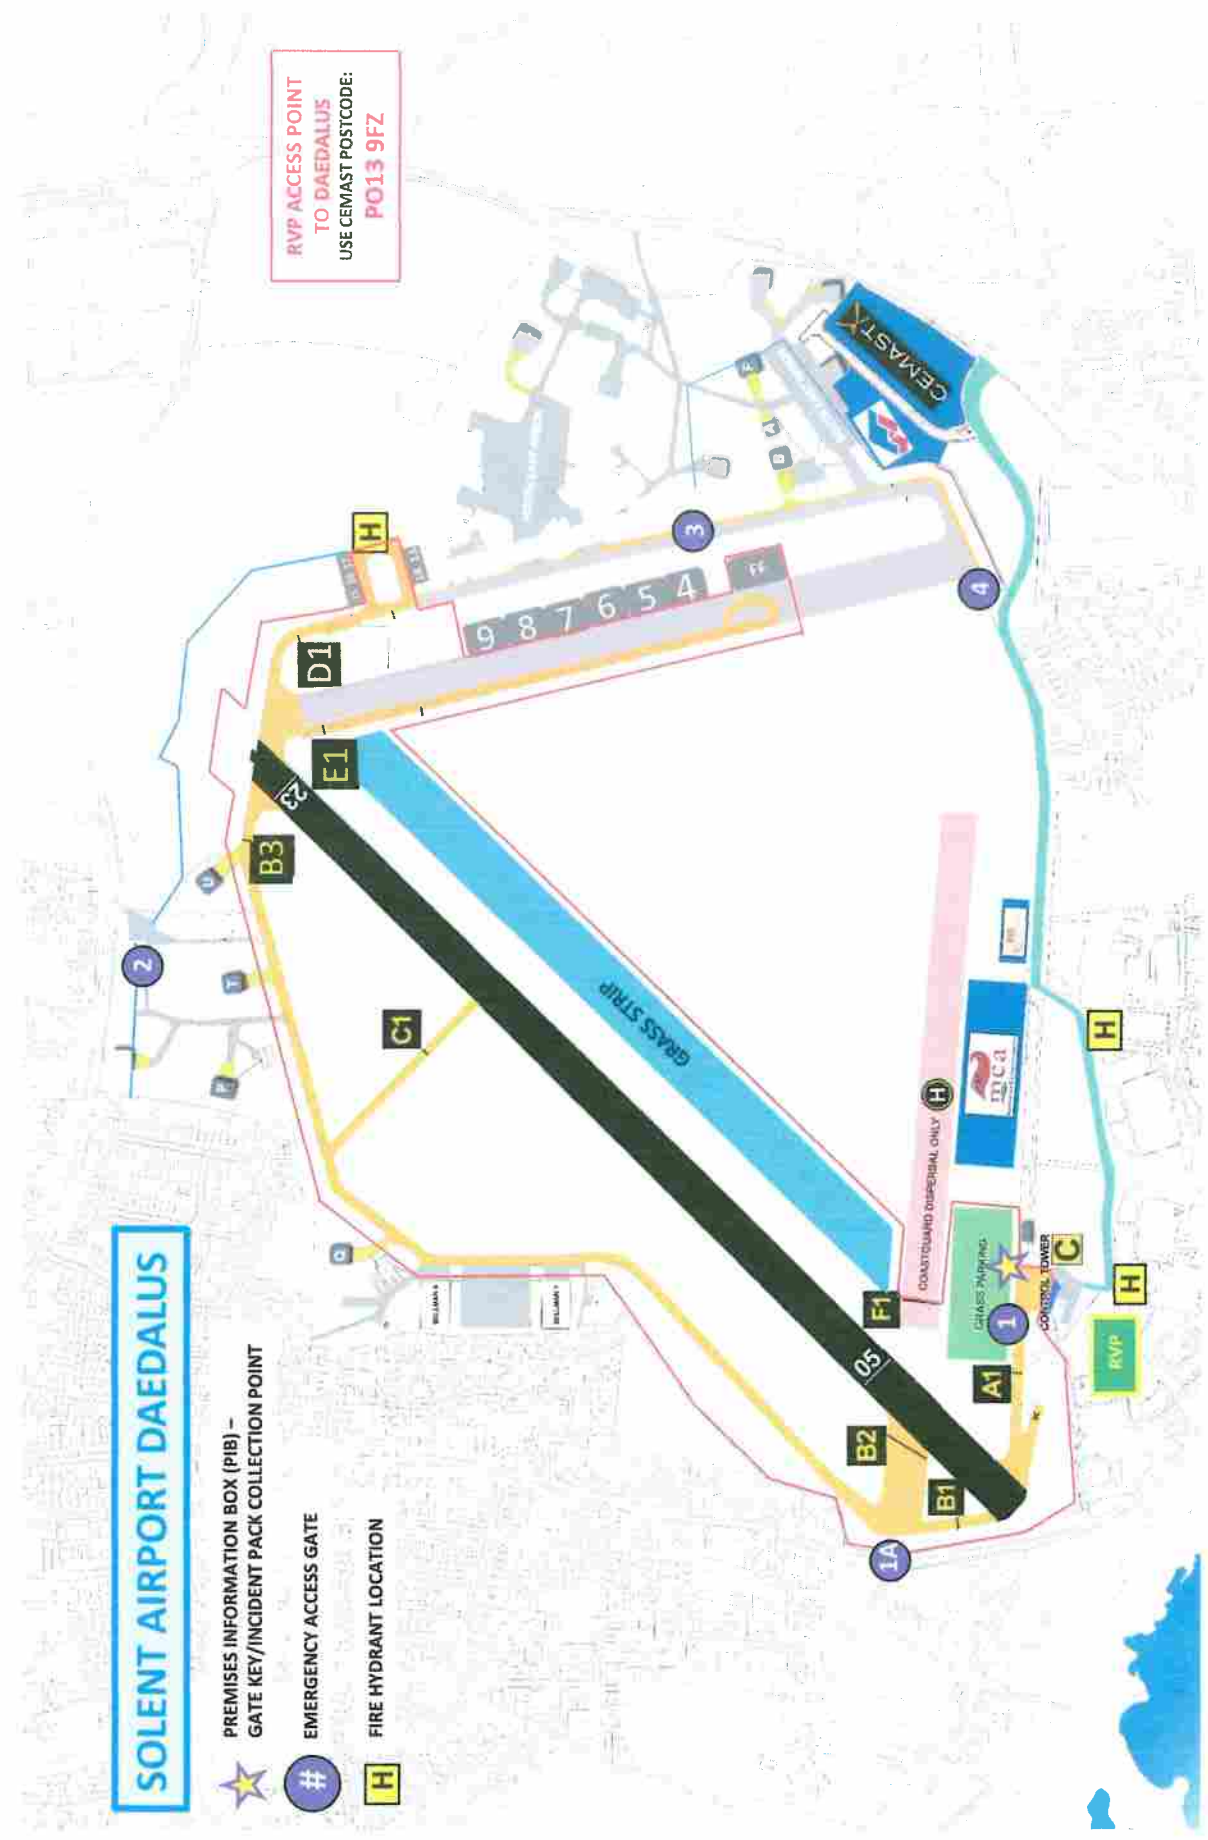 SOLENT AIRPORT DAEDALUS
PREMISES INFORMATION BOX (PIB) –
GATE KEY/INCIDENT PACK COLLECTION POINT
#
EMERGENCY ACCESS GATE
H
FIRE HYDRANT LOCATION
RVP ACCESS POINT
TO DAEDALUS
USE CEMAST POSTCODE:
PO13 9FZ
2
U
T
P
Q
B3
C1
D1
E1
23
H
9
8
7
6
5
4
3
4
CEMAST
GRASS STRIP
COASTGUARD DISPERSAL ONLY
H
mca
H
GRASS PARKING
CONTROL TOWER
C
H
RVP
1
A1
F1
05
B2
B1
1A